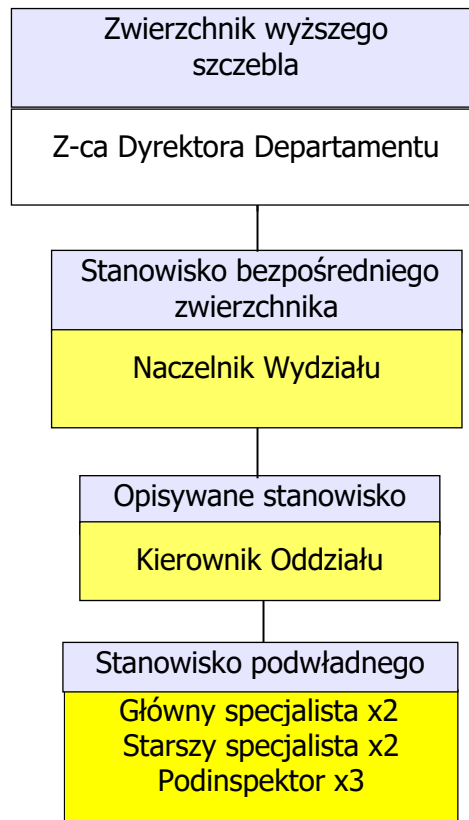 Zwierzchnik wyższego
szczebla
Z-ca Dyrektora Departamentu
Stanowisko bezpośredniego
zwierzchnika
Naczelnik Wydziału
Opisywane stanowisko
Kierownik Oddziału
Stanowisko podwładnego
Główny specjalista x2
Starszy specjalista x2
Podinspektor x3